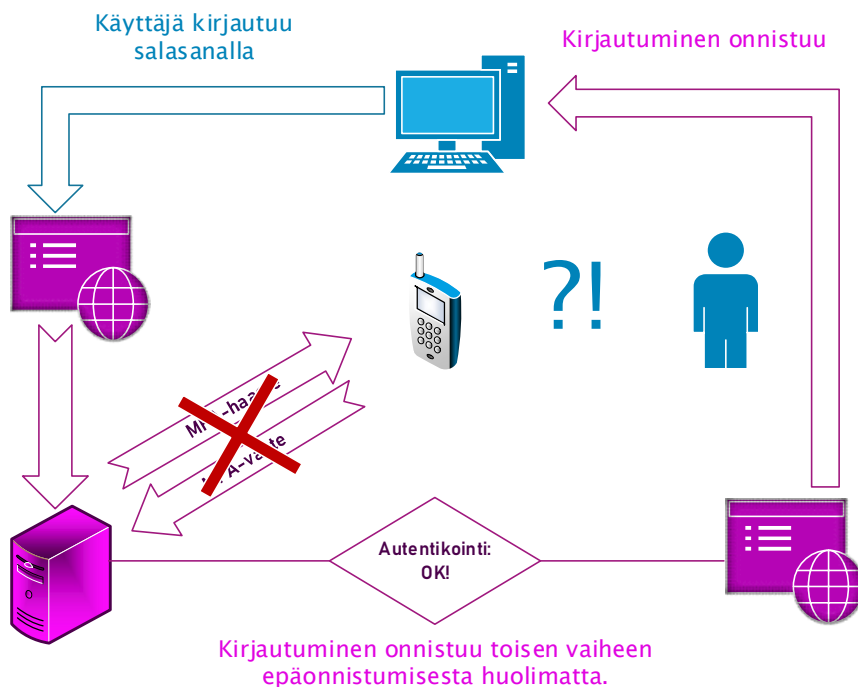 Käyttäjä kirjautuu
salasanalla
Kirjautuminen onnistuu
?!
Autentikointi:
OK!
Kirjautuminen onnistuu toisen vaiheen
epäonnistumisesta huolimatta.